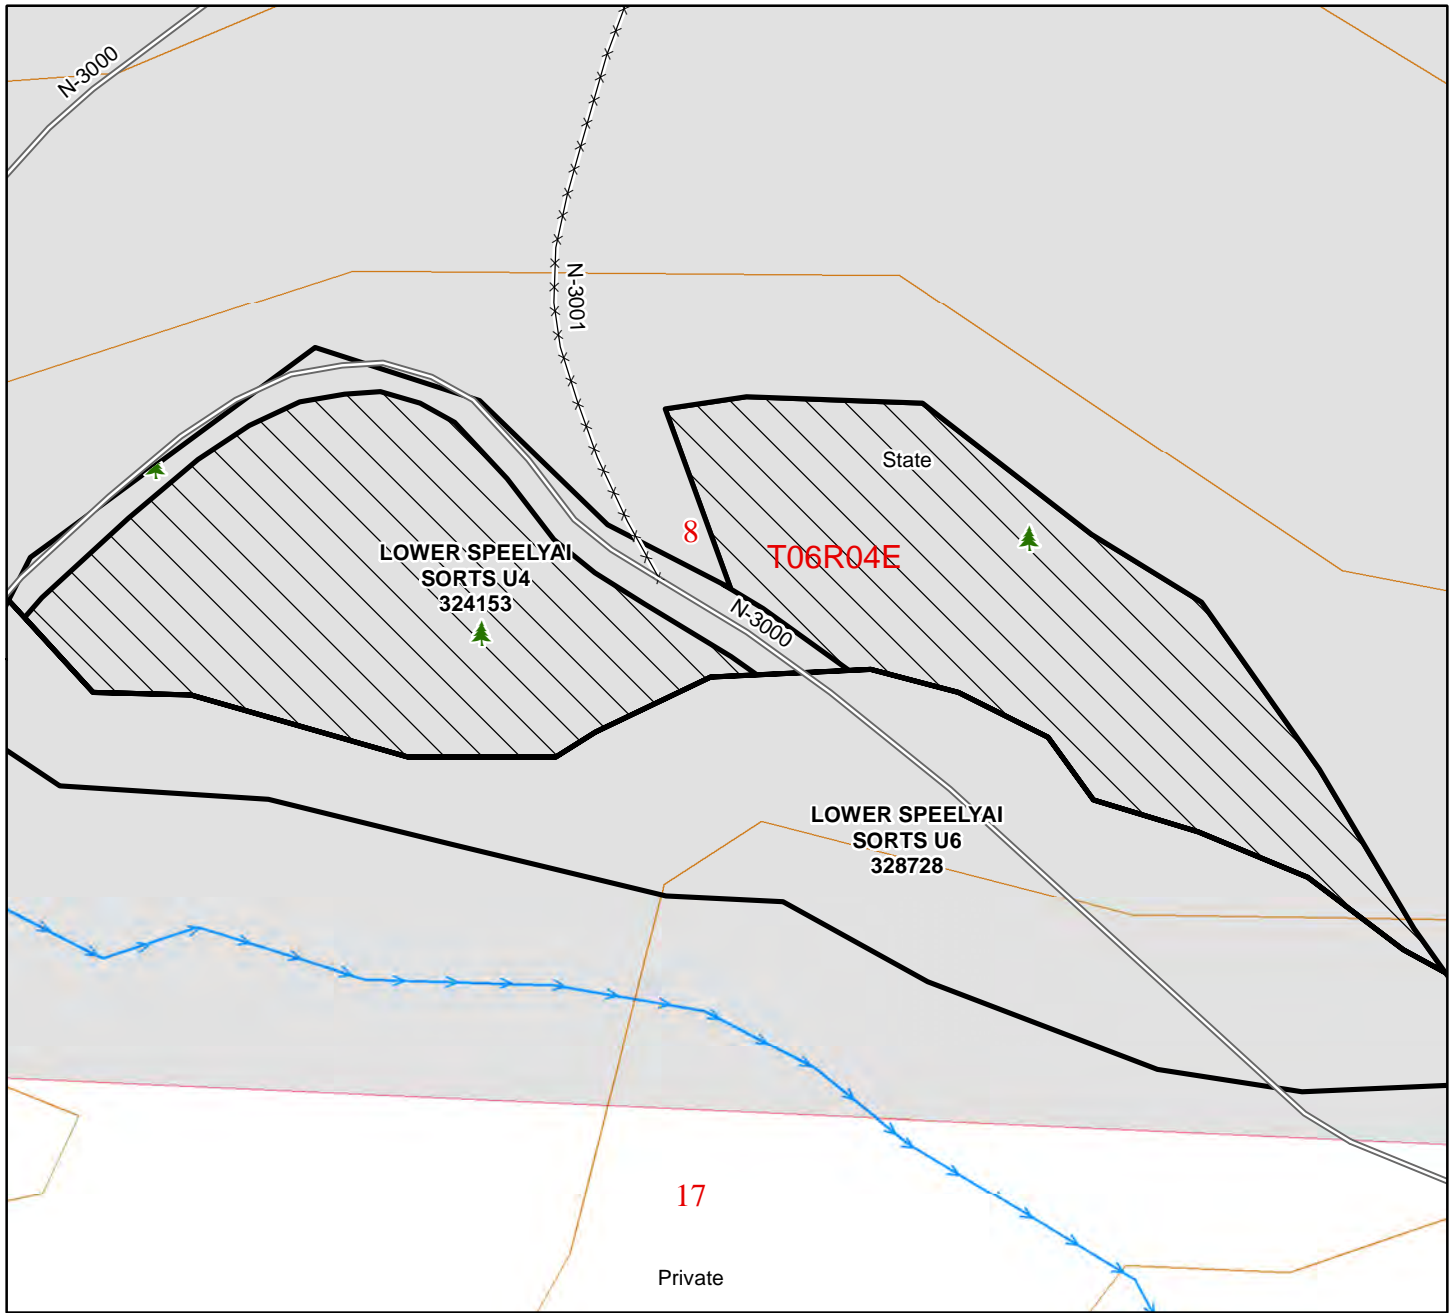 N-3000
N-3001
State
8
T06R04E
LOWER SPEELYAI
SORTS U4
324153
N-3000
LOWER SPEELYAI
SORTS U6
328728
17
Private